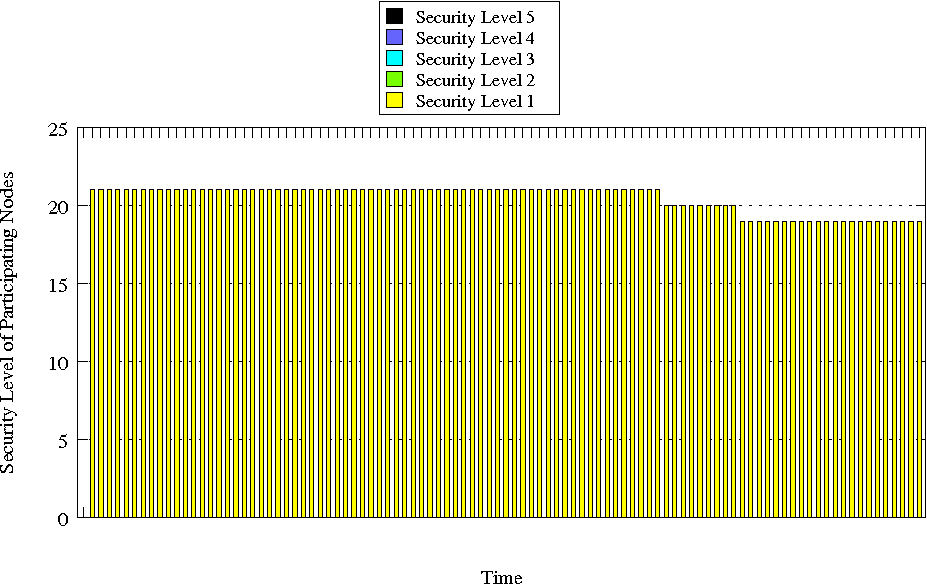 Security Level 5
Security Level 4
Security Level 3
Security Level 2
Security Level 1
25
20
15
10
5
0
Security Level of Participating Nodes
Time